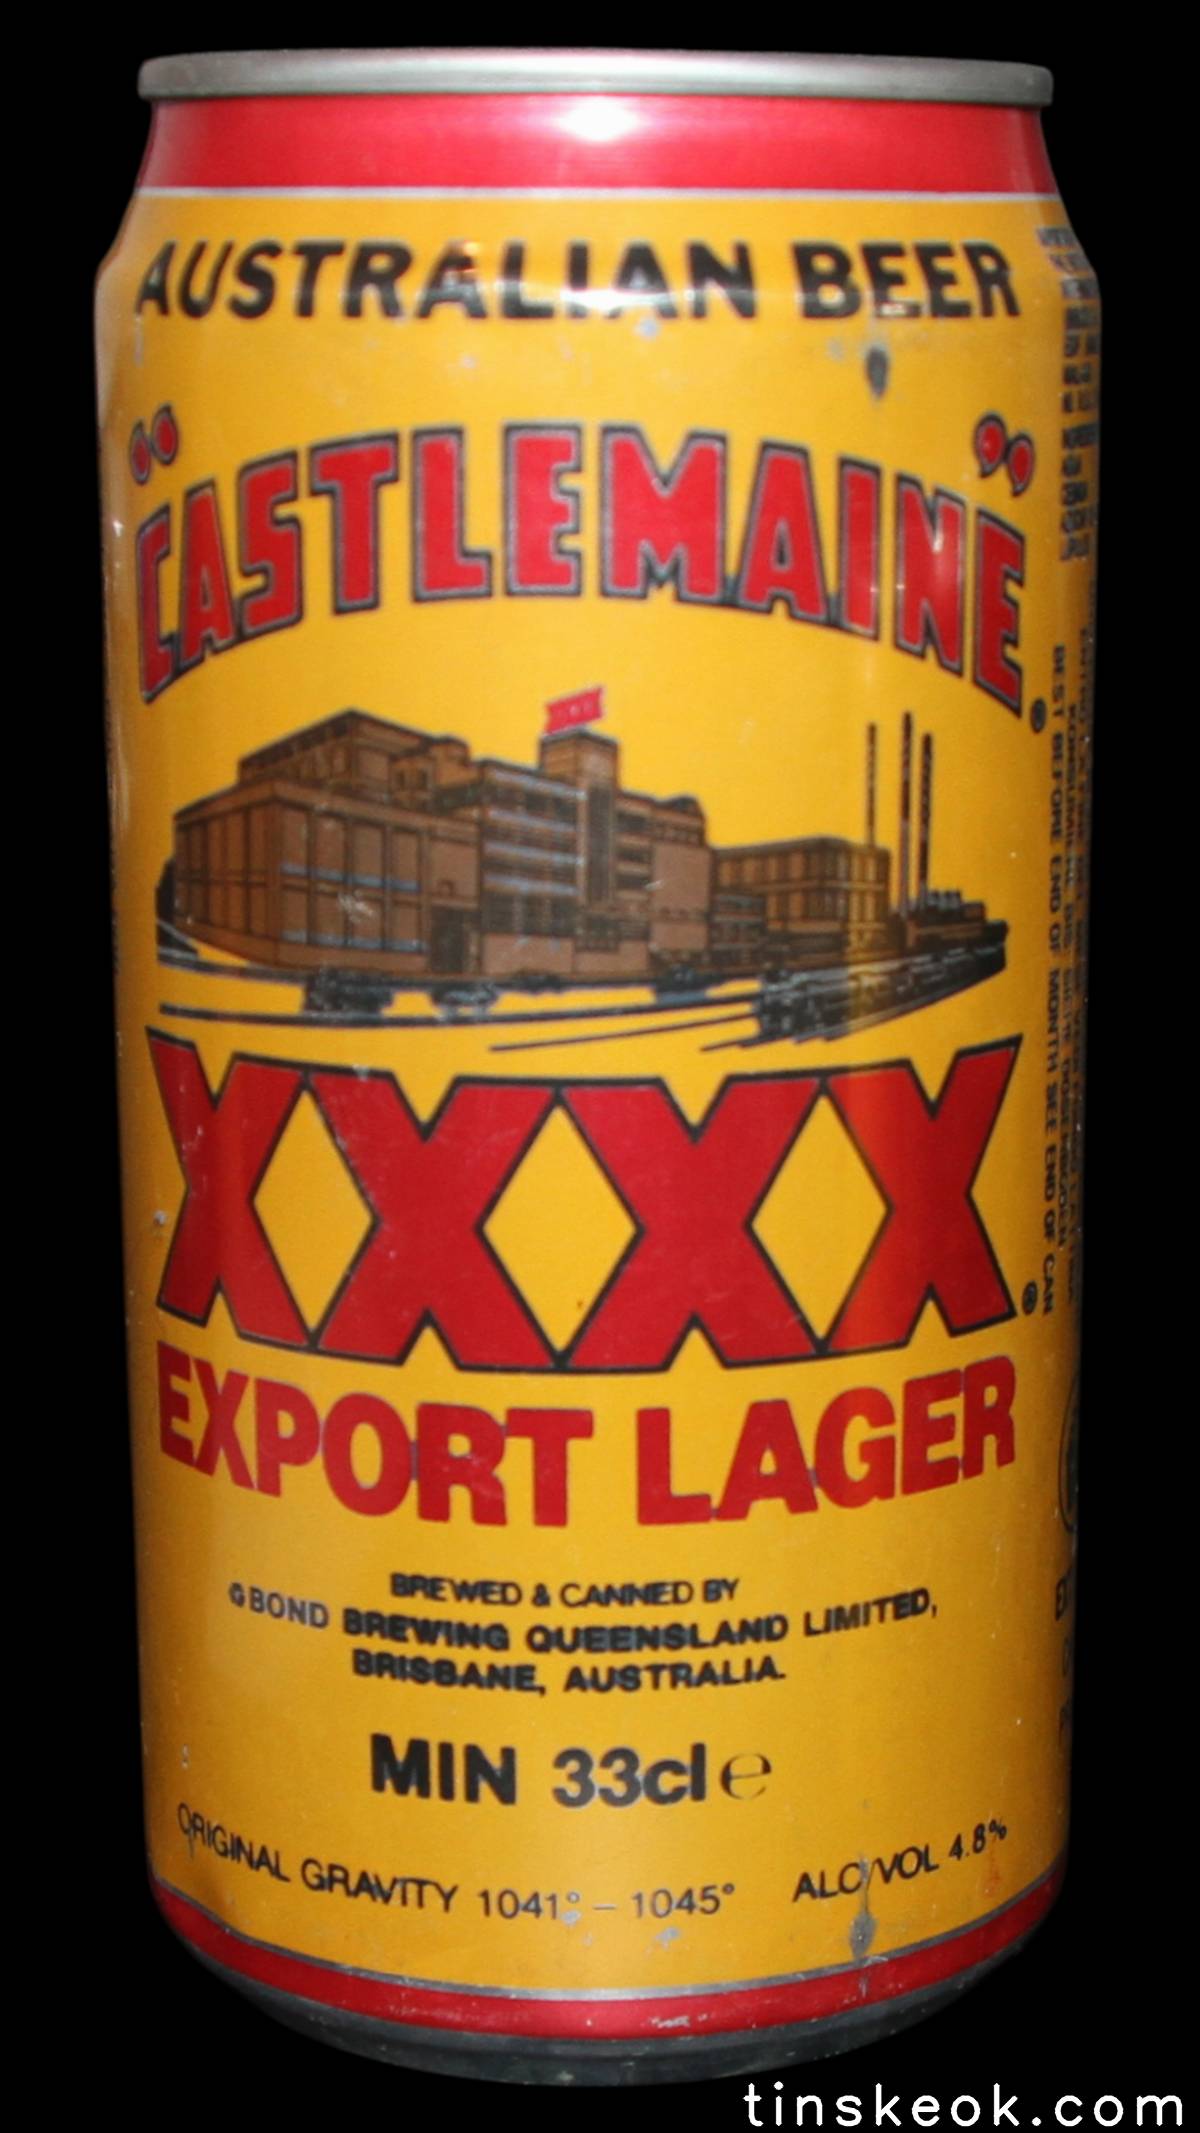 AUSTRALIAN BEER
"CASTLEMAINE"®
XXXX®
EXPORT LAGER
BREWED & CANNED BY
BOND BREWING QUEENSLAND LIMITED,
BRISBANE, AUSTRALIA.
MIN 33cl ℮
ORIGINAL GRAVITY 1041° – 1045° ALC/VOL 4.8%
BEST BEFORE END OF MONTH SEE END OF CAN
tinskeok.com